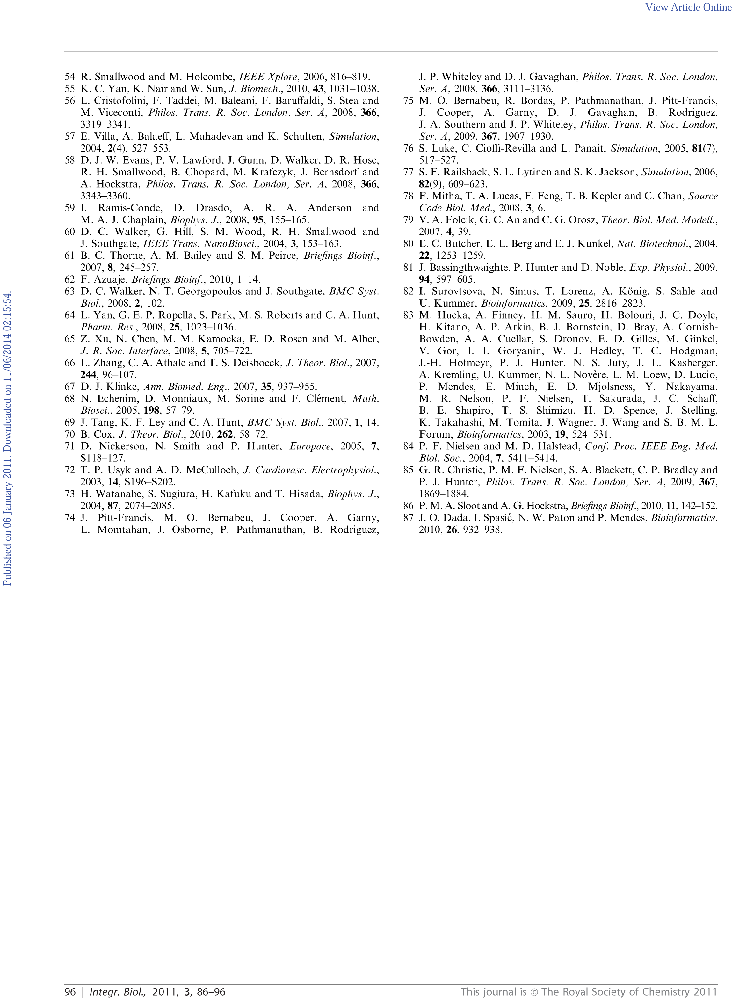 View Article Online
54 R. Smallwood and M. Holcombe, IEEE Xplore, 2006, 816–819.
55 K. C. Yan, K. Nair and W. Sun, J. Biomech., 2010, 43, 1031–1038.
56 L. Cristofolini, F. Taddei, M. Baleani, F. Baruffaldi, S. Stea and
M. Viceconti, Philos. Trans. R. Soc. London, Ser. A, 2008, 366,
3319–3341.
57 E. Villa, A. Balaeff, L. Mahadevan and K. Schulten, Simulation,
2004, 2(4), 527–553.
58 D. J. W. Evans, P. V. Lawford, J. Gunn, D. Walker, D. R. Hose,
R. H. Smallwood, B. Chopard, M. Krafczyk, J. Bernsdorf and
A. Hoekstra, Philos. Trans. R. Soc. London, Ser. A, 2008, 366,
3343–3360.
59 I. Ramis-Conde, D. Drasdo, A. R. A. Anderson and
M. A. J. Chaplain, Biophys. J., 2008, 95, 155–165.
60 D. C. Walker, G. Hill, S. M. Wood, R. H. Smallwood and
J. Southgate, IEEE Trans. NanoBiosci., 2004, 3, 153–163.
61 B. C. Thorne, A. M. Bailey and S. M. Peirce, Briefings Bioinf.,
2007, 8, 245–257.
62 F. Azuaje, Briefings Bioinf., 2010, 1–14.
63 D. C. Walker, N. T. Georgopoulos and J. Southgate, BMC Syst.
Biol., 2008, 2, 102.
64 L. Yan, G. E. P. Ropella, S. Park, M. S. Roberts and C. A. Hunt,
Pharm. Res., 2008, 25, 1023–1036.
65 Z. Xu, N. Chen, M. M. Kamocka, E. D. Rosen and M. Alber,
J. R. Soc. Interface, 2008, 5, 705–722.
66 L. Zhang, C. A. Athale and T. S. Deisboeck, J. Theor. Biol., 2007,
244, 96–107.
67 D. J. Klinke, Ann. Biomed. Eng., 2007, 35, 937–955.
68 N. Echenim, D. Monniaux, M. Sorine and F. Clément, Math.
Biosci., 2005, 198, 57–79.
69 J. Tang, K. F. Ley and C. A. Hunt, BMC Syst. Biol., 2007, 1, 14.
70 B. Cox, J. Theor. Biol., 2010, 262, 58–72.
71 D. Nickerson, N. Smith and P. Hunter, Europace, 2005, 7,
S118–127.
72 T. P. Usyk and A. D. McCulloch, J. Cardiovasc. Electrophysiol.,
2003, 14, S196–S202.
73 H. Watanabe, S. Sugiura, H. Kafuku and T. Hisada, Biophys. J.,
2004, 87, 2074–2085.
74 J. Pitt-Francis, M. O. Bernabeu, J. Cooper, A. Garny,
L. Momtahan, J. Osborne, P. Pathmanathan, B. Rodriguez,
J. P. Whiteley and D. J. Gavaghan, Philos. Trans. R. Soc. London,
Ser. A, 2008, 366, 3111–3136.
75 M. O. Bernabeu, R. Bordas, P. Pathmanathan, J. Pitt-Francis,
J. Cooper, A. Garny, D. J. Gavaghan, B. Rodriguez,
J. A. Southern and J. P. Whiteley, Philos. Trans. R. Soc. London,
Ser. A, 2009, 367, 1907–1930.
76 S. Luke, C. Cioffi-Revilla and L. Panait, Simulation, 2005, 81(7),
517–527.
77 S. F. Railsback, S. L. Lytinen and S. K. Jackson, Simulation, 2006,
82(9), 609–623.
78 F. Mitha, T. A. Lucas, F. Feng, T. B. Kepler and C. Chan, Source
Code Biol. Med., 2008, 3, 6.
79 V. A. Folcik, G. C. An and C. G. Orosz, Theor. Biol. Med. Modell.,
2007, 4, 39.
80 E. C. Butcher, E. L. Berg and E. J. Kunkel, Nat. Biotechnol., 2004,
22, 1253–1259.
81 J. Bassingthwaighte, P. Hunter and D. Noble, Exp. Physiol., 2009,
94, 597–605.
82 I. Surovtsova, N. Simus, T. Lorenz, A. König, S. Sahle and
U. Kummer, Bioinformatics, 2009, 25, 2816–2823.
83 M. Hucka, A. Finney, H. M. Sauro, H. Bolouri, J. C. Doyle,
H. Kitano, A. P. Arkin, B. J. Bornstein, D. Bray, A. Cornish-
Bowden, A. A. Cuellar, S. Dronov, E. D. Gilles, M. Ginkel,
V. Gor, I. I. Goryanin, W. J. Hedley, T. C. Hodgman,
J.-H. Hofmeyr, P. J. Hunter, N. S. Juty, J. L. Kasberger,
A. Kremling, U. Kummer, N. L. Novère, L. M. Loew, D. Lucio,
P. Mendes, E. Minch, E. D. Mjolsness, Y. Nakayama,
M. R. Nelson, P. F. Nielsen, T. Sakurada, J. C. Schaff,
B. E. Shapiro, T. S. Shimizu, H. D. Spence, J. Stelling,
K. Takahashi, M. Tomita, J. Wagner, J. Wang and S. B. M. L.
Forum, Bioinformatics, 2003, 19, 524–531.
84 P. F. Nielsen and M. D. Halstead, Conf. Proc. IEEE Eng. Med.
Biol. Soc., 2004, 7, 5411–5414.
85 G. R. Christie, P. M. F. Nielsen, S. A. Blackett, C. P. Bradley and
P. J. Hunter, Philos. Trans. R. Soc. London, Ser. A, 2009, 367,
1869–1884.
86 P. M. A. Sloot and A. G. Hoekstra, Briefings Bioinf., 2010, 11, 142–152.
87 J. O. Dada, I. Spasić, N. W. Paton and P. Mendes, Bioinformatics,
2010, 26, 932–938.
Published on 06 January 2011. Downloaded on 11/06/2014 02:15:54.
96 | Integr. Biol., 2011, 3, 86–96
This journal is © The Royal Society of Chemistry 2011